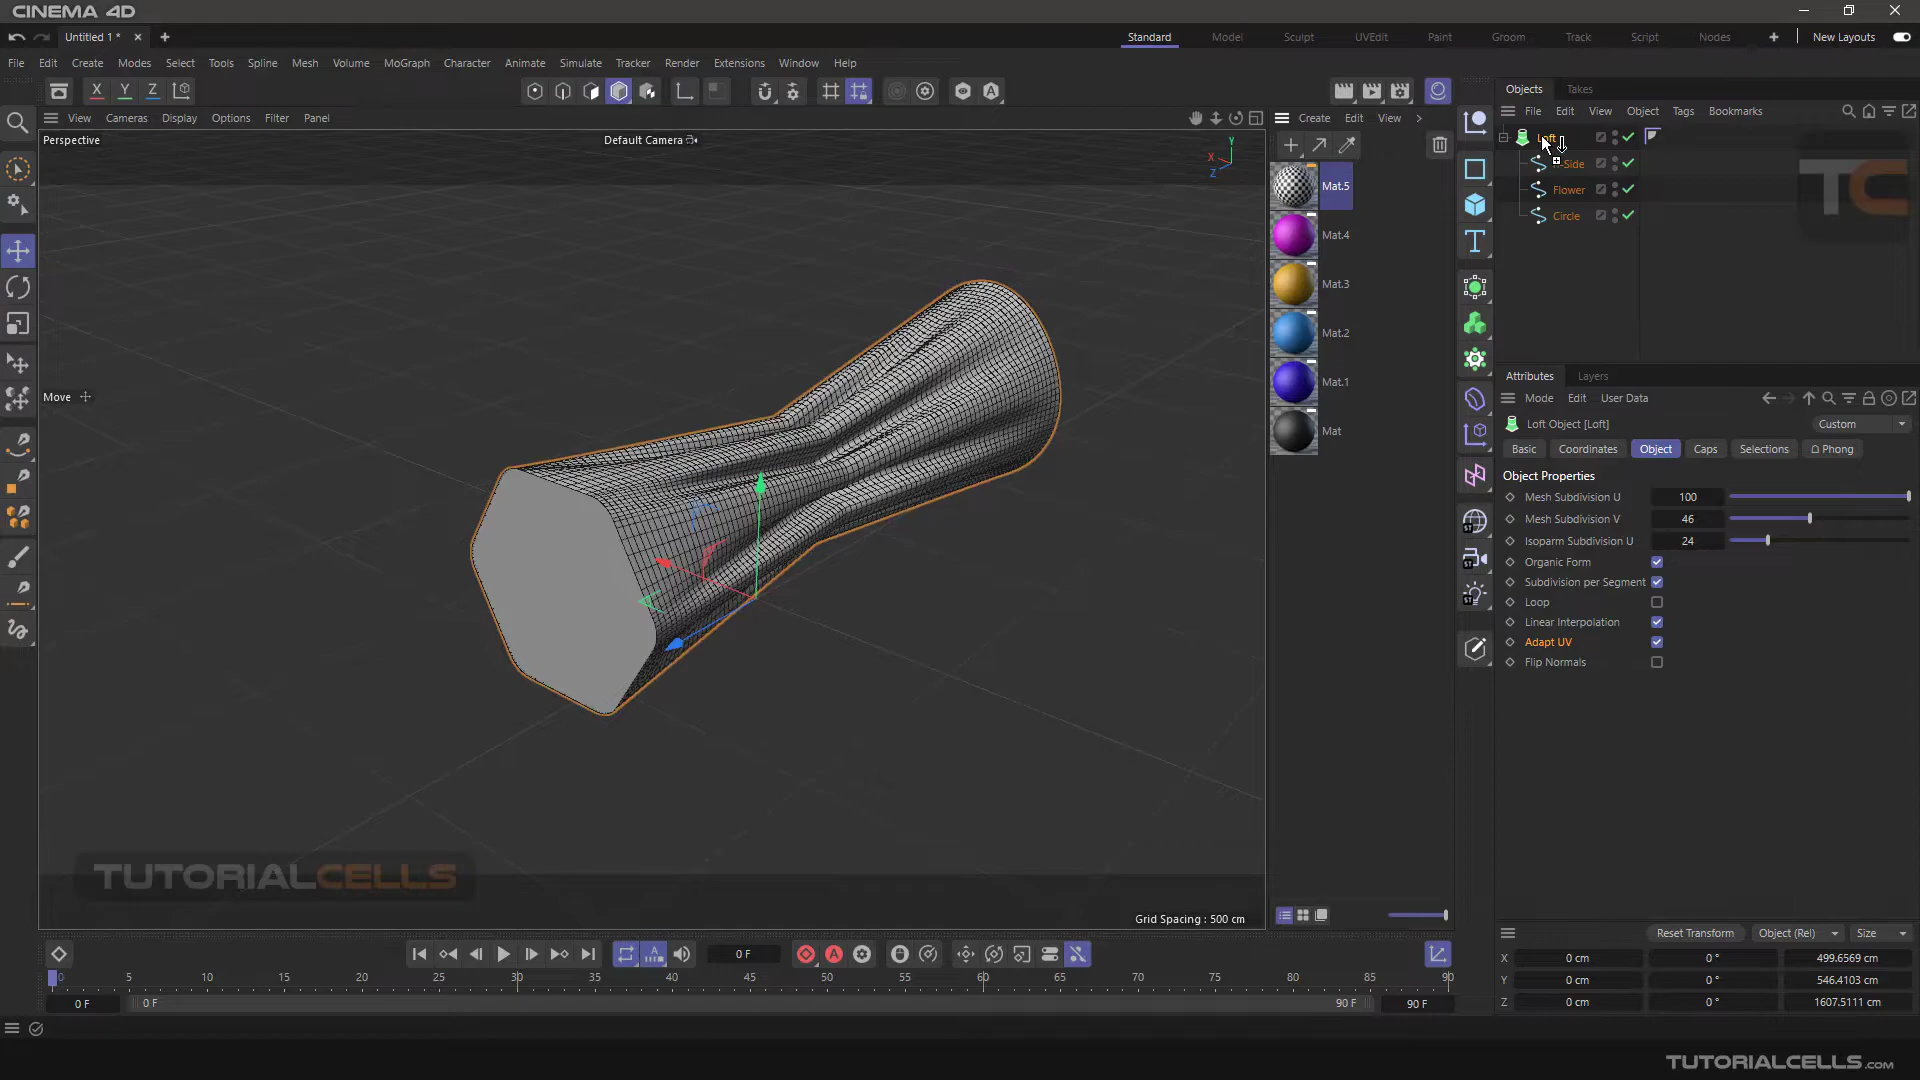 CINEMA 4D
Untitled 1 *
Standard Model Sculpt UVEdit Paint Groom Track Script Nodes New Layouts
File Edit Create Modes Select Tools Spline Mesh Volume MoGraph Character Animate Simulate Tracker Render Extensions Window Help
X Y Z
Objects Takes
View Cameras Display Options Filter Panel
Create Edit View
File Edit View Object Tags Bookmarks
Perspective
Default Camera
Y
X
Z
Loft
Side
Flower
Circle
TC
Mat.5
Mat.4
Mat.3
Mat.2
Mat.1
Mat
Move
Attributes Layers
Mode Edit User Data
Loft Object [Loft]
Custom
Basic Coordinates Object Caps Selections Phong
Object Properties
Mesh Subdivision U 100
Mesh Subdivision V 46
Isoparm Subdivision U 24
Organic Form
Subdivision per Segment
Loop
Linear Interpolation
Adapt UV
Flip Normals
TUTORIALCELLS
Grid Spacing : 500 cm
Reset Transform Object (Rel) Size
0 F
X 0 cm 0 ° 499.6569 cm
Y 0 cm 0 ° 546.4103 cm
Z 0 cm 0 ° 1607.5111 cm
0 5 10 15 20 25 30 35 40 45 50 55 60 65 70 75 80 85 90
0 F 0 F 90 F 90 F
TUTORIALCELLS.COM